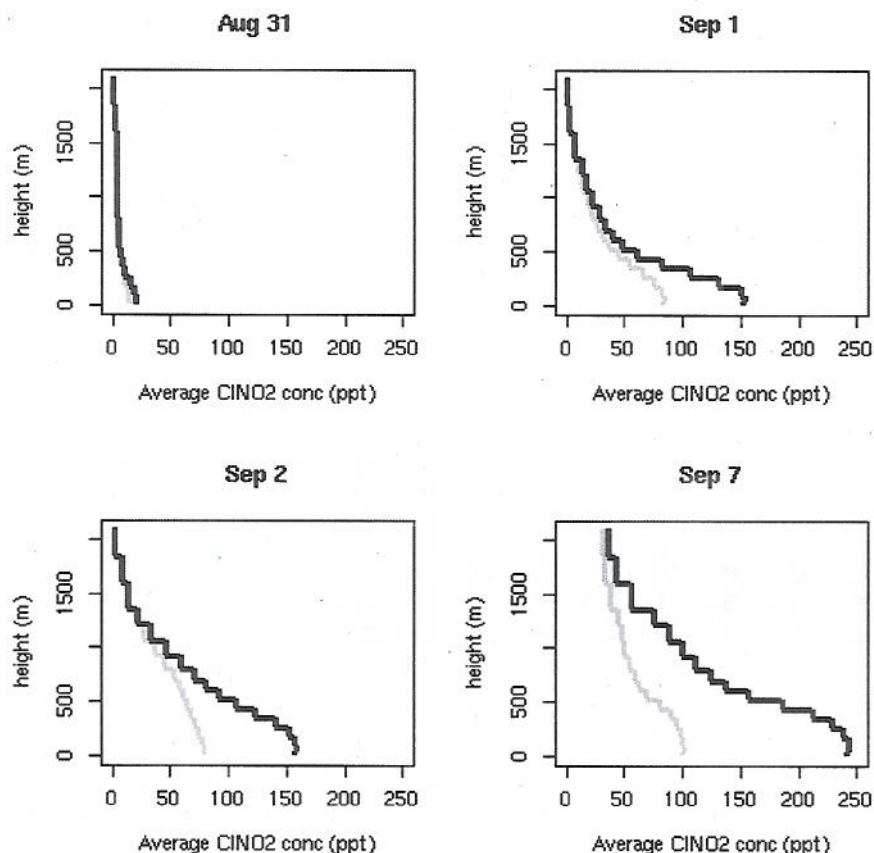 Aug 31
height (m)
1500
500
0
0 50 100 150 200 250
Average ClNO2 conc (ppt)
Sep 1
height (m)
1500
500
0
0 50 100 150 200 250
Average ClNO2 conc (ppt)
Sep 2
height (m)
1500
500
0
0 50 100 150 200 250
Average ClNO2 conc (ppt)
Sep 7
height (m)
1500
500
0
0 50 100 150 200 250
Average ClNO2 conc (ppt)